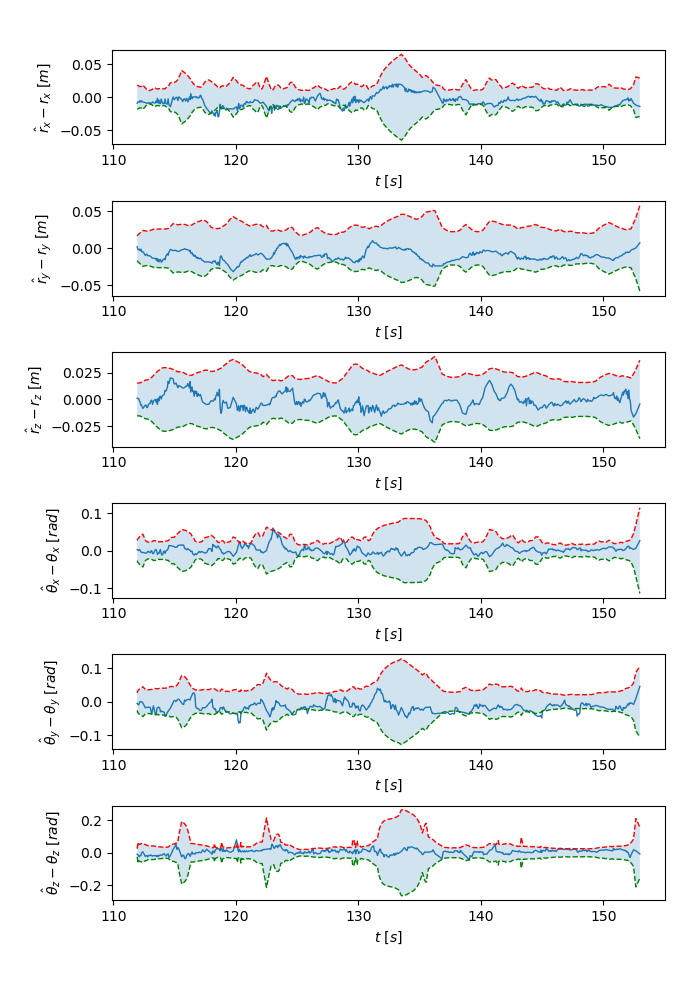 0.05
0.00
−0.05
r̂x − rx [m]
110 120 130 140 150
t [s]
0.05
0.00
−0.05
r̂y − ry [m]
110 120 130 140 150
t [s]
0.025
0.000
−0.025
r̂z − rz [m]
110 120 130 140 150
t [s]
0.1
0.0
−0.1
θ̂x − θx [rad]
110 120 130 140 150
t [s]
0.1
0.0
−0.1
θ̂y − θy [rad]
110 120 130 140 150
t [s]
0.2
0.0
−0.2
θ̂z − θz [rad]
110 120 130 140 150
t [s]